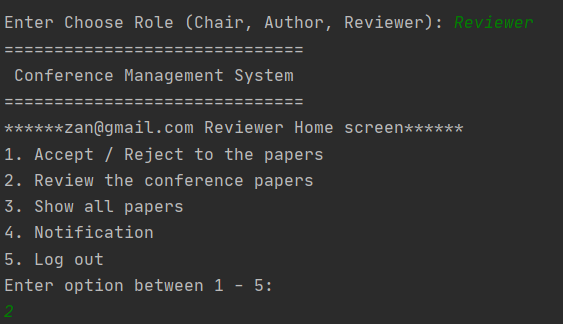 Enter Choose Role (Chair, Author, Reviewer): Reviewer
==============================
 Conference Management System
==============================
******zan@gmail.com Reviewer Home screen******
1. Accept / Reject to the papers
2. Review the conference papers
3. Show all papers
4. Notification
5. Log out
Enter option between 1 - 5:
2